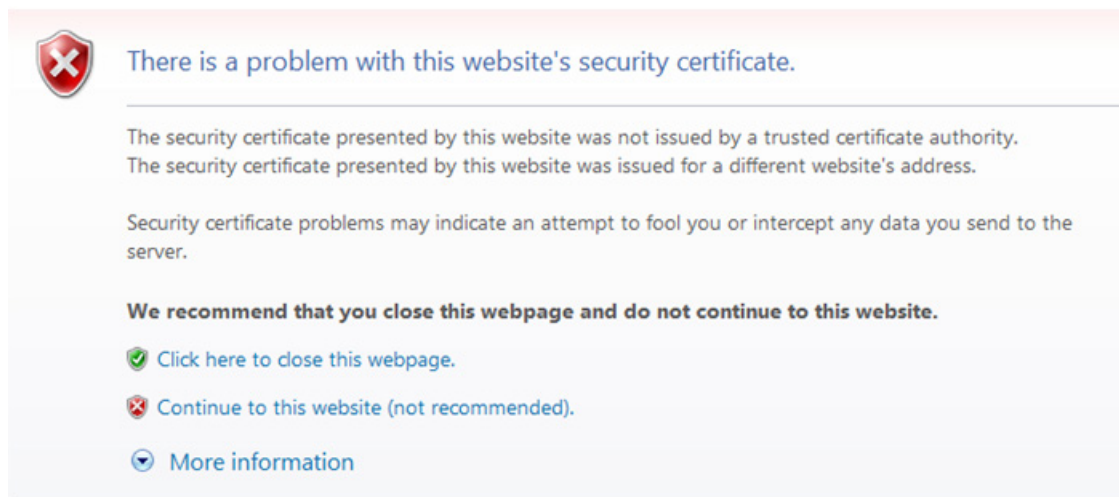 There is a problem with this website's security certificate.
The security certificate presented by this website was not issued by a trusted certificate authority.
The security certificate presented by this website was issued for a different website's address.
Security certificate problems may indicate an attempt to fool you or intercept any data you send to the
server.
We recommend that you close this webpage and do not continue to this website.
Click here to close this webpage.
Continue to this website (not recommended).
More information